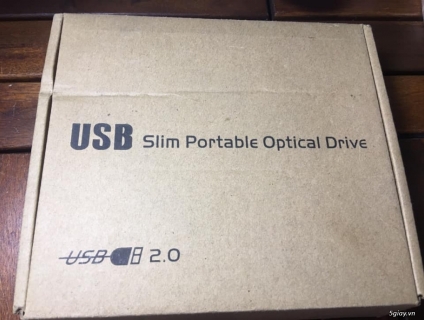 USB Slim Portable Optical Drive
USB 2.0
5giay.vn